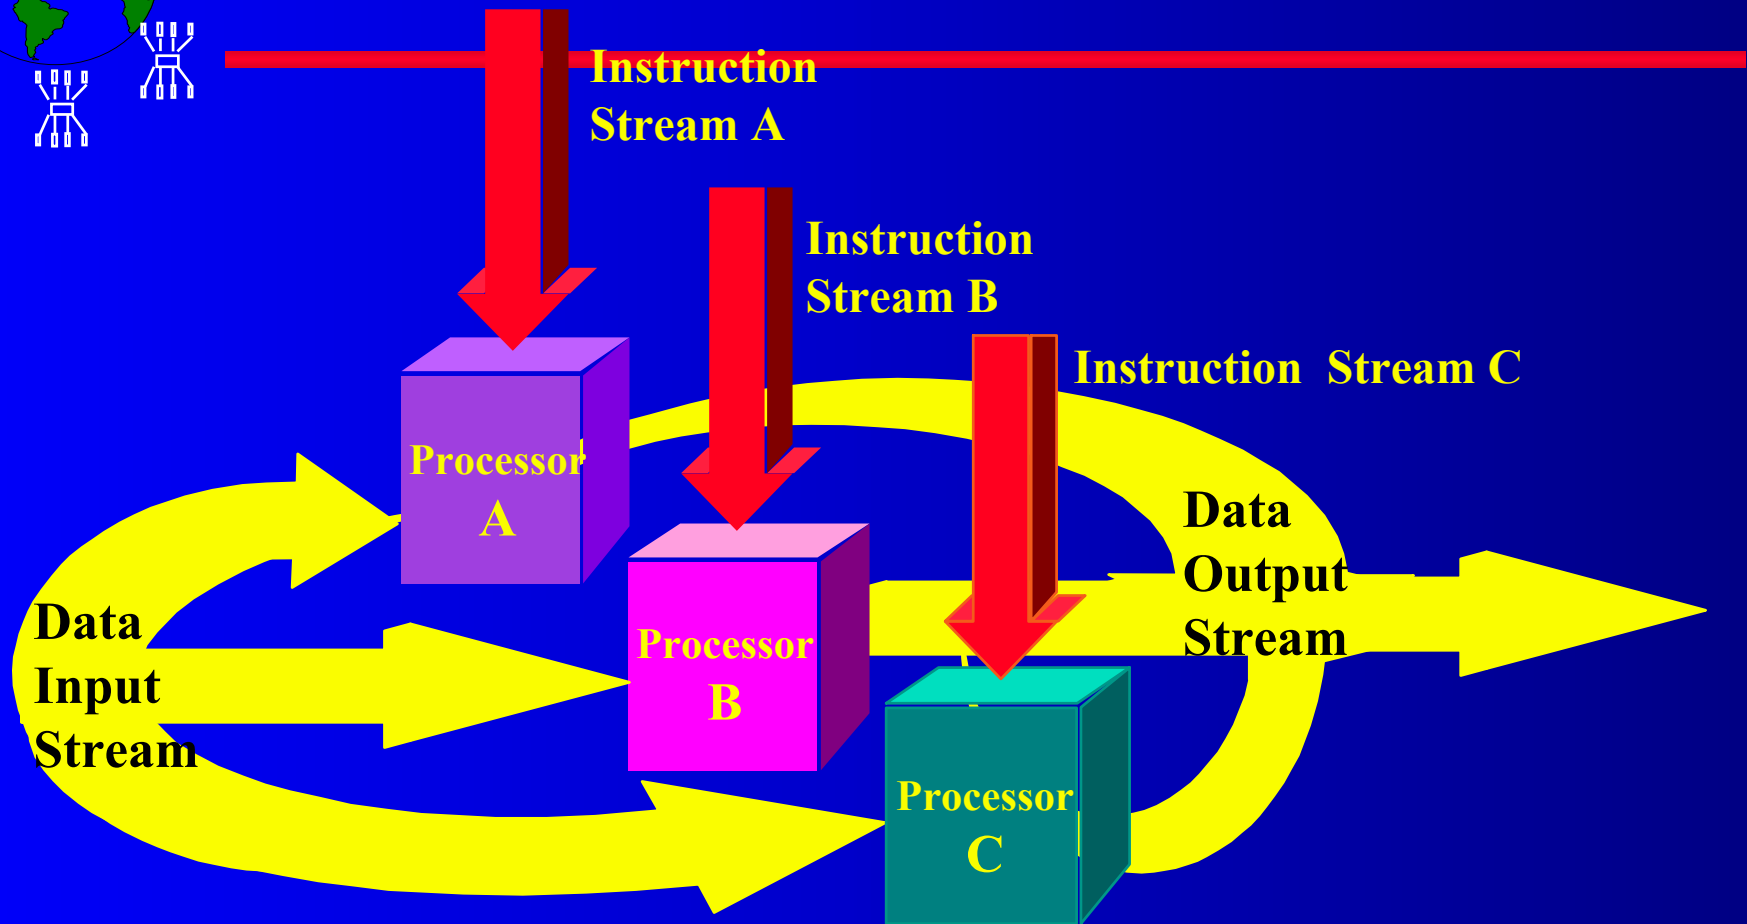 Instruction
Stream A
Instruction
Stream B
Instruction  Stream C
Processor
A
Data
Output
Stream
Data
Input
Stream
Processor
B
Processor
C